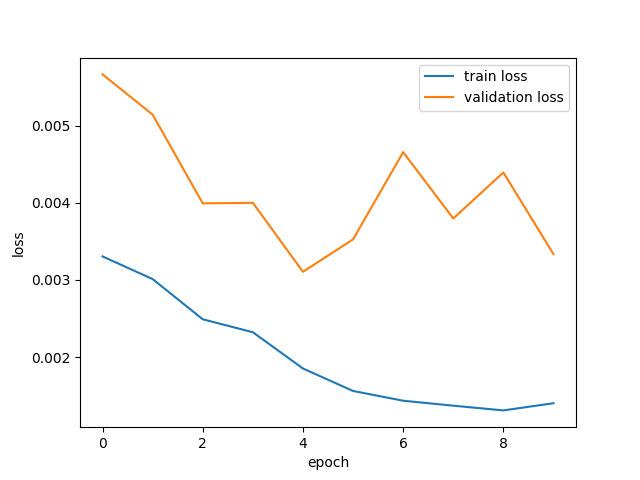 train loss
validation loss
0.005
0.004
0.003
0.002
loss
0 2 4 6 8
epoch